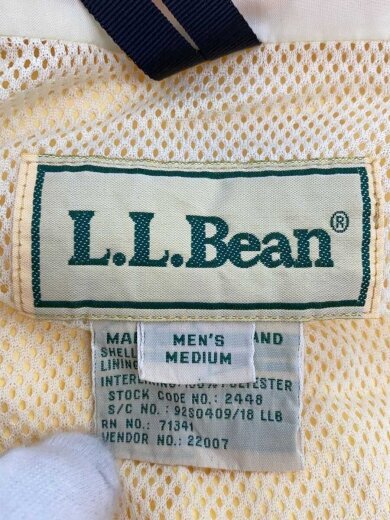 L.L.Bean®
MEN'S
MEDIUM
MA AND
SHELL
LINING
INTERLINING: 100% POLYESTER
STOCK CODE NO.: 2448
S/C NO.: 92S0409/18 LLB
RN NO.: 71341
VENDOR NO.: 22007